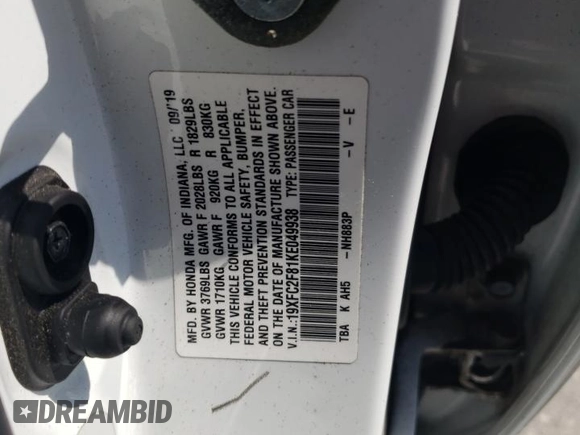 MFD. BY HONDA MFG. OF INDIANA, LLC 09/'19
GVWR 3769LBS GAWR F 2028LBS R 1829LBS
GVWR 1710KG GAWR F 920KG R 830KG
THIS VEHICLE CONFORMS TO ALL APPLICABLE
FEDERAL MOTOR VEHICLE SAFETY, BUMPER,
AND THEFT PREVENTION STANDARDS IN EFFECT
ON THE DATE OF MANUFACTURE SHOWN ABOVE.
V.I.N.:19XFC2F81KE049938 TYPE: PASSENGER CAR
TBA K AH5 -NH883P -V -E
DREAMBID